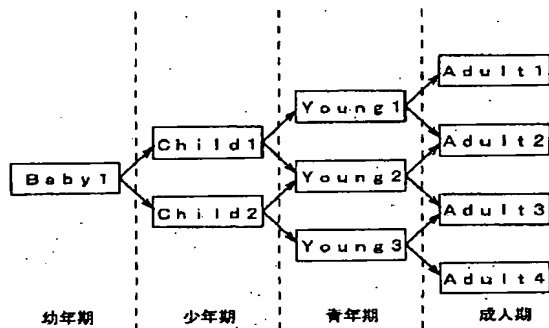 Baby1
Child1
Child2
Young1
Young2
Young3
Adult1
Adult2
Adult3
Adult4
幼年期
少年期
青年期
成人期